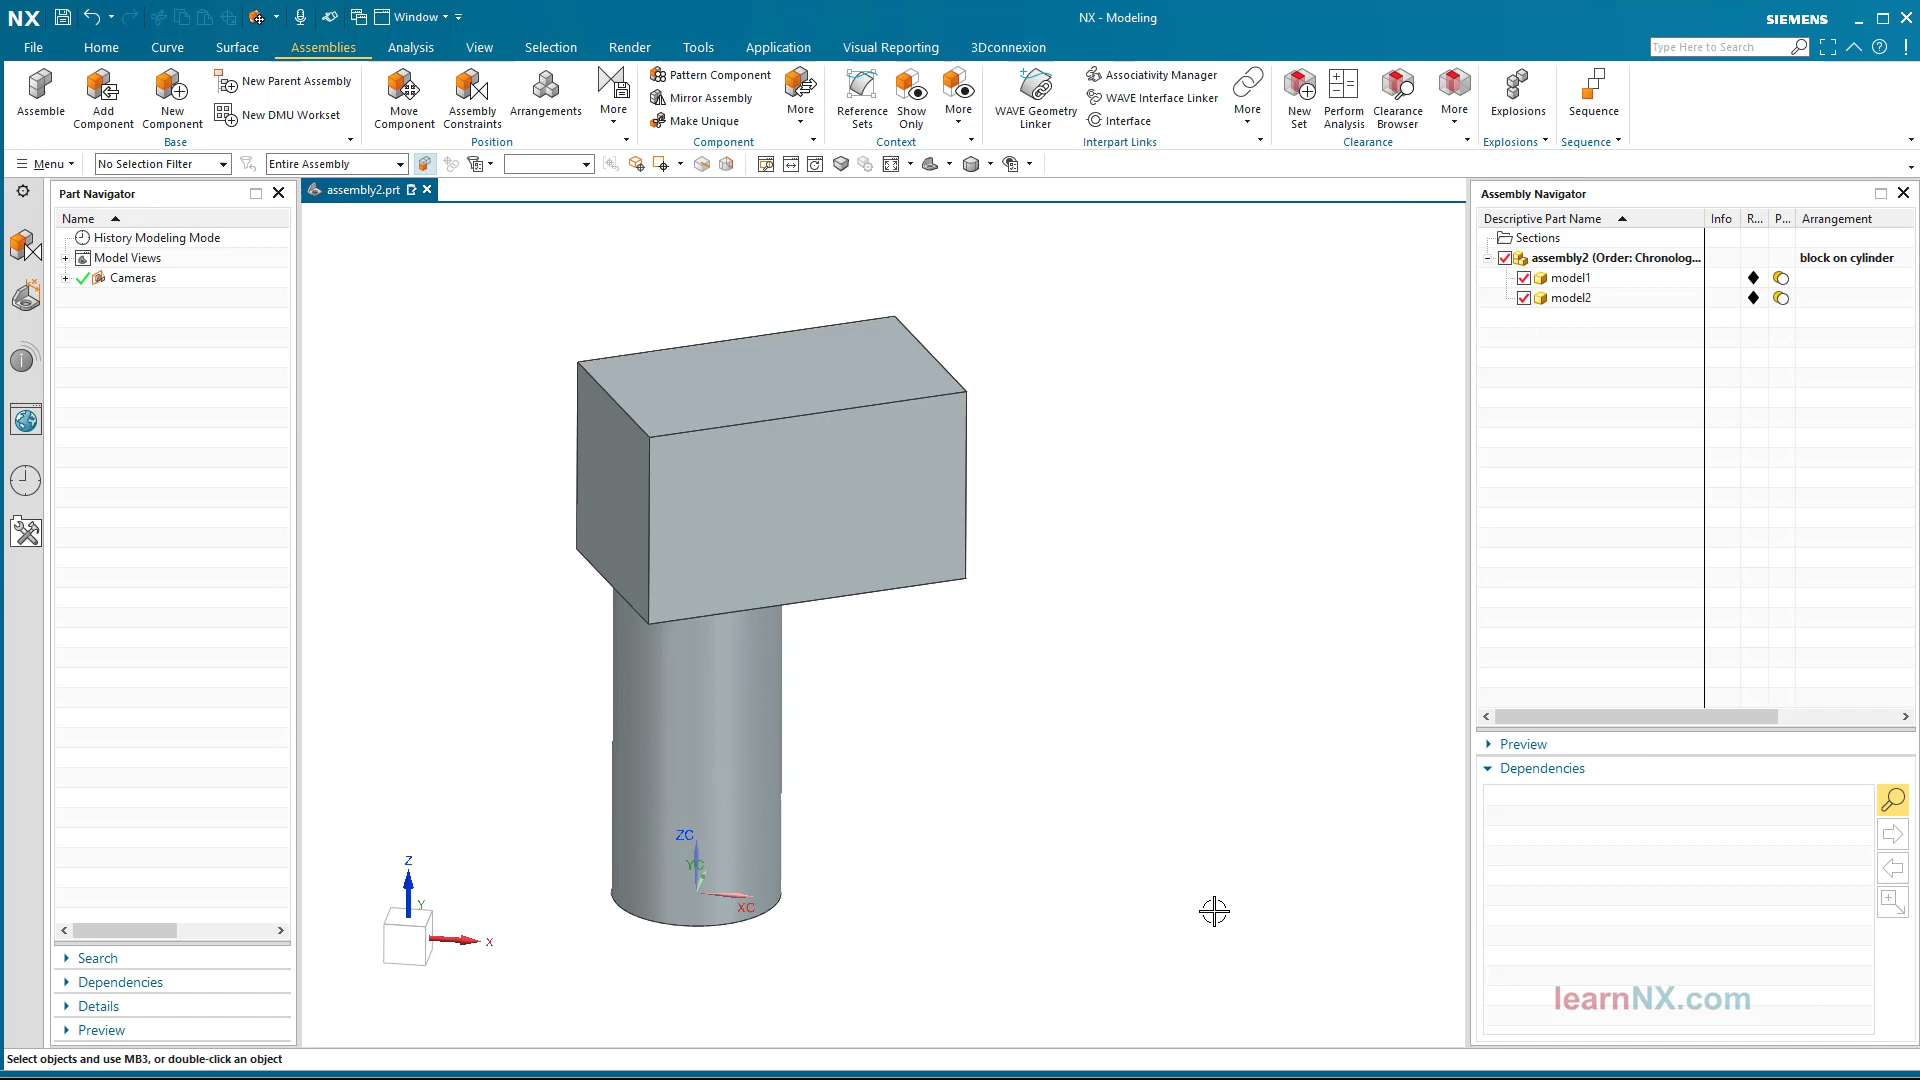 NX
Window
NX - Modeling
SIEMENS
File
Home
Curve
Surface
Assemblies
Analysis
View
Selection
Render
Tools
Application
Visual Reporting
3Dconnexion
Type Here to Search
Assemble
Add Component
New Component
New Parent Assembly
New DMU Workset
Base
Move Component
Assembly Constraints
Arrangements
More
Position
Pattern Component
Mirror Assembly
Make Unique
More
Component
Reference Sets
Show Only
More
Context
WAVE Geometry Linker
Associativity Manager
WAVE Interface Linker
Interface
More
Interpart Links
New Set
Perform Analysis
Clearance Browser
More
Clearance
Explosions
Explosions
Sequence
Sequence
Menu
No Selection Filter
Entire Assembly
Part Navigator
Name
History Modeling Mode
Model Views
Cameras
Search
Dependencies
Details
Preview
assembly2.prt
ZC
YC
XC
Z
Y
X
Assembly Navigator
Descriptive Part Name
Info
R...
P...
Arrangement
Sections
assembly2 (Order: Chronolog...
block on cylinder
model1
model2
Preview
Dependencies
learnNX.com
Select objects and use MB3, or double-click an object